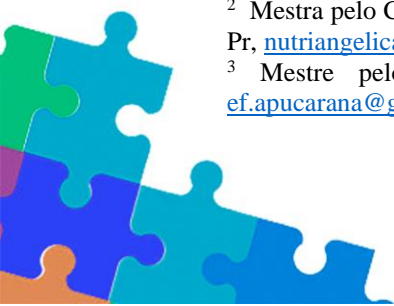 ² Mestra pelo
Pr, nutriangelica
³ Mestre pelo
ef.apucarana@g